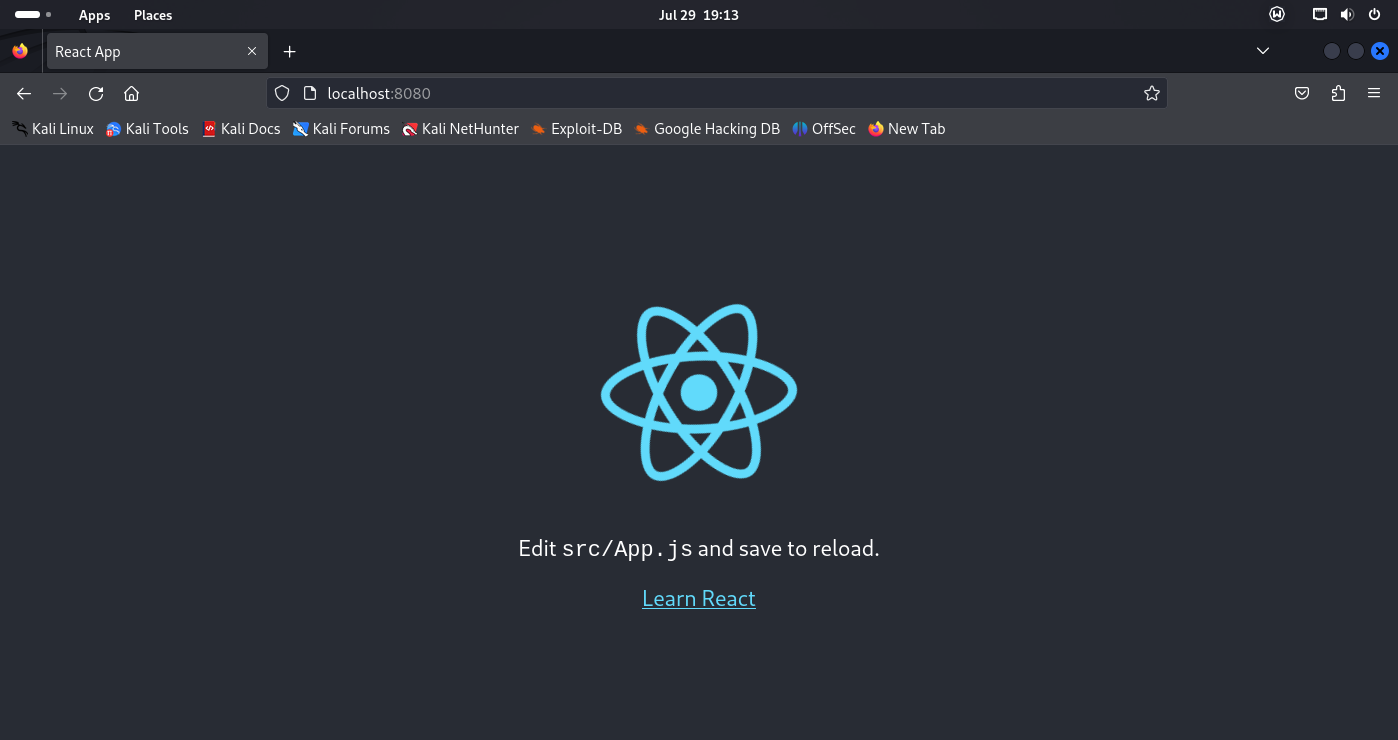 Apps Places Jul 29 19:13
React App
localhost:8080
Kali Linux Kali Tools Kali Docs Kali Forums Kali NetHunter Exploit-DB Google Hacking DB OffSec New Tab
Edit src/App.js and save to reload.
Learn React